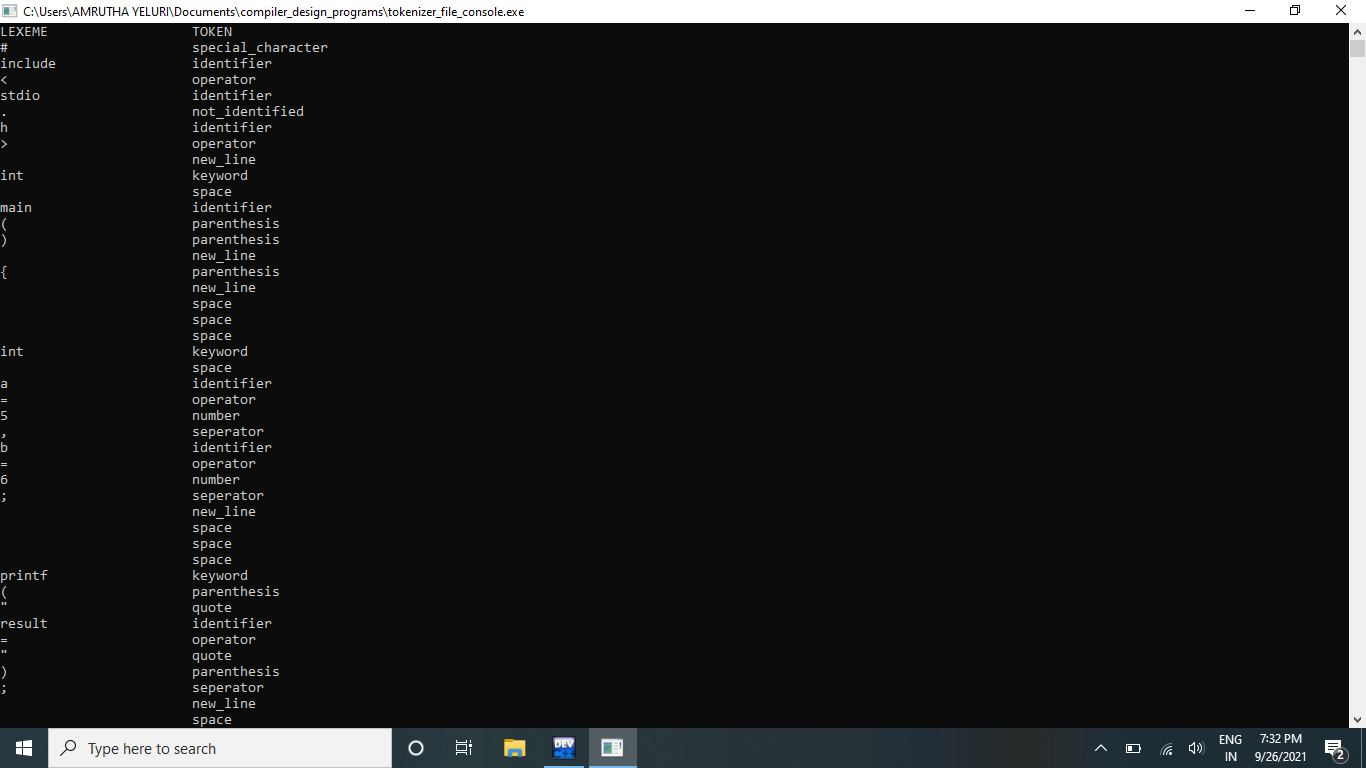 C:\Users\AMRUTHA YELURI\Documents\compiler_design_programs\tokenizer_file_console.exe
LEXEME TOKEN
# special_character
include identifier
< operator
stdio identifier
. not_identified
h identifier
> operator
new_line
int keyword
space
main identifier
( parenthesis
) parenthesis
new_line
{ parenthesis
new_line
space
space
space
int keyword
space
a identifier
= operator
5 number
, seperator
b identifier
= operator
6 number
; seperator
new_line
space
space
space
printf keyword
( parenthesis
" quote
result identifier
= operator
" quote
) parenthesis
; seperator
new_line
space
Type here to search
DEV
ENG
IN
7:32 PM
9/26/2021
2